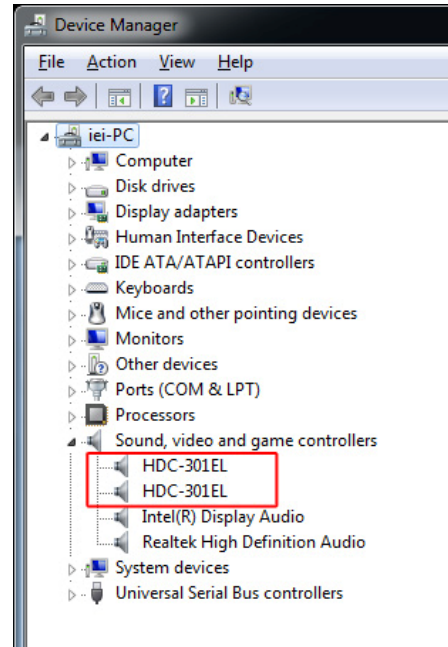 Device Manager
File Action View Help
iei-PC
Computer
Disk drives
Display adapters
Human Interface Devices
IDE ATA/ATAPI controllers
Keyboards
Mice and other pointing devices
Monitors
Other devices
Ports (COM & LPT)
Processors
Sound, video and game controllers
HDC-301EL
HDC-301EL
Intel(R) Display Audio
Realtek High Definition Audio
System devices
Universal Serial Bus controllers